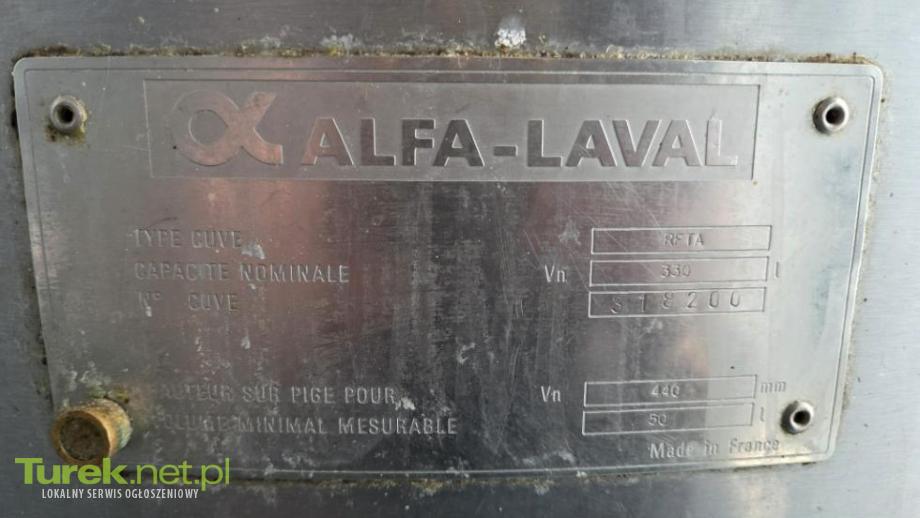 ALFA-LAVAL
TYPE CUVE RFTA
CAPACITE NOMINALE Vn 330 l
N° CUVE S18200
HAUTEUR SUR PIGE POUR Vn 440 mm
VOLUME MINIMAL MESURABLE 50 l
Made in France
Turek.net.pl
LOKALNY SERWIS OGŁOSZENIOWY